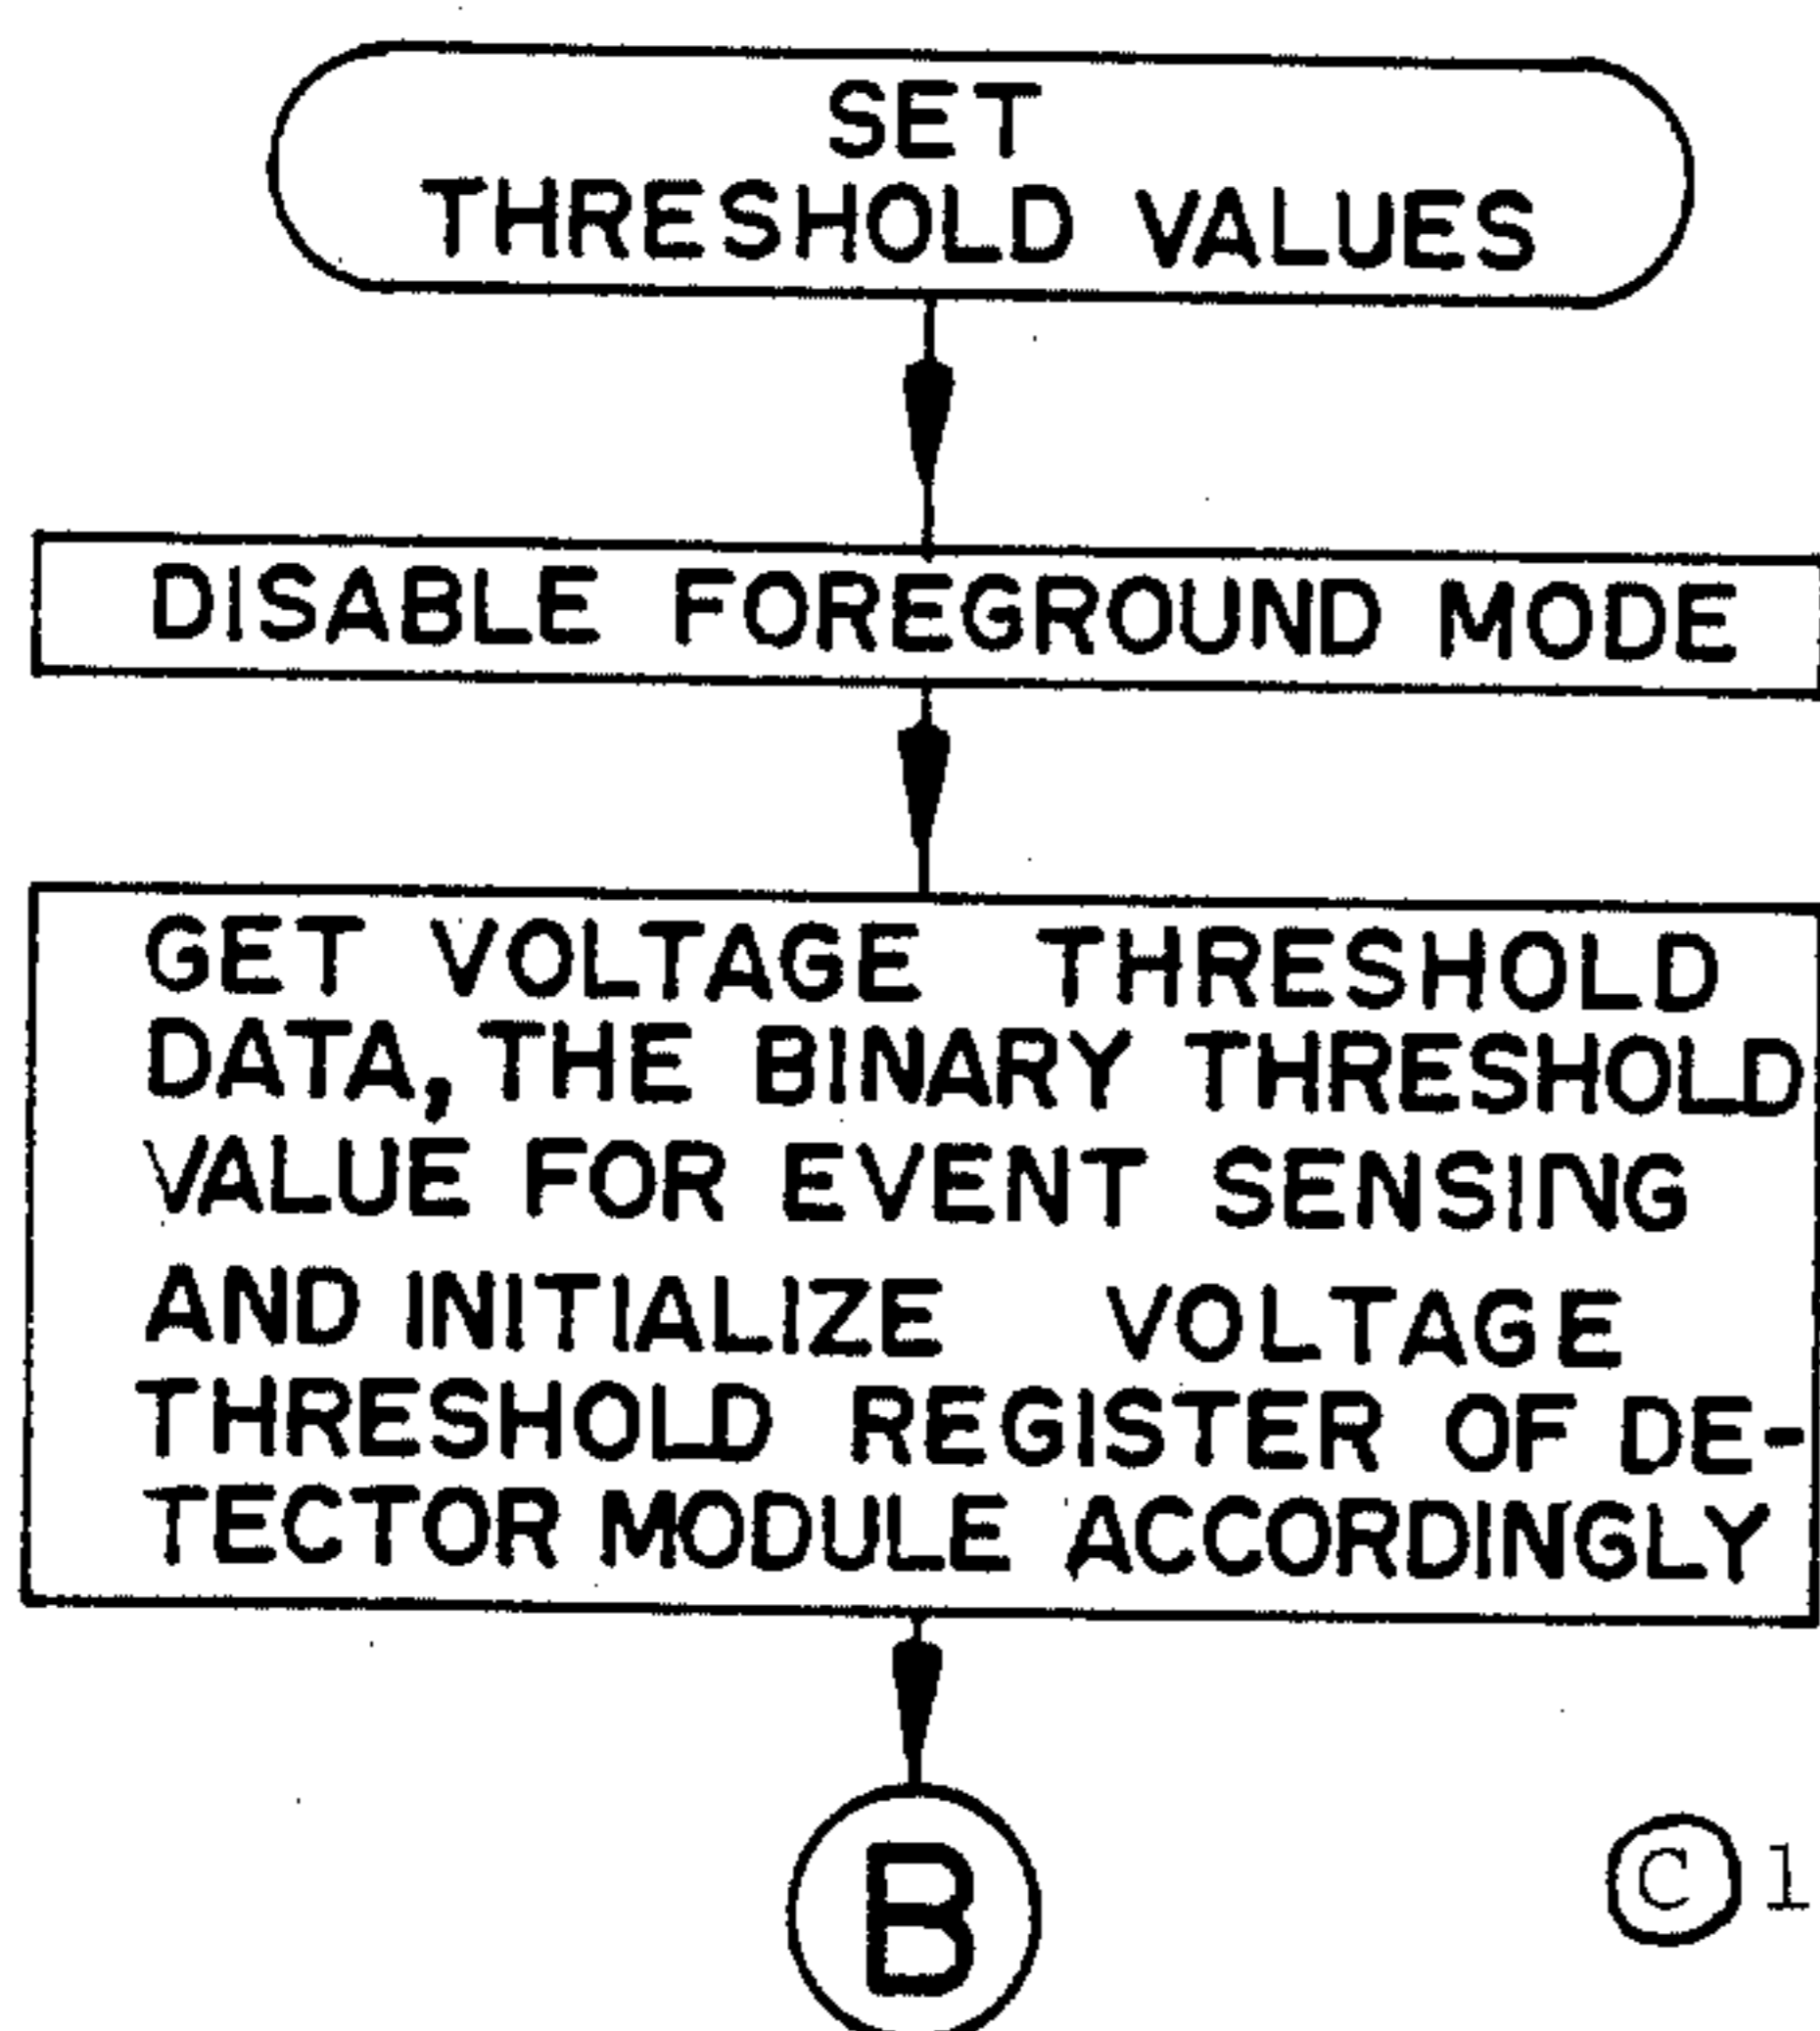 SET
THRESHOLD VALUES
DISABLE FOREGROUND MODE
GET VOLTAGE THRESHOLD
DATA, THE BINARY THRESHOLD
VALUE FOR EVENT SENSING
AND INITIALIZE VOLTAGE
THRESHOLD REGISTER OF DE-
TECTOR MODULE ACCORDINGLY
B
© 1